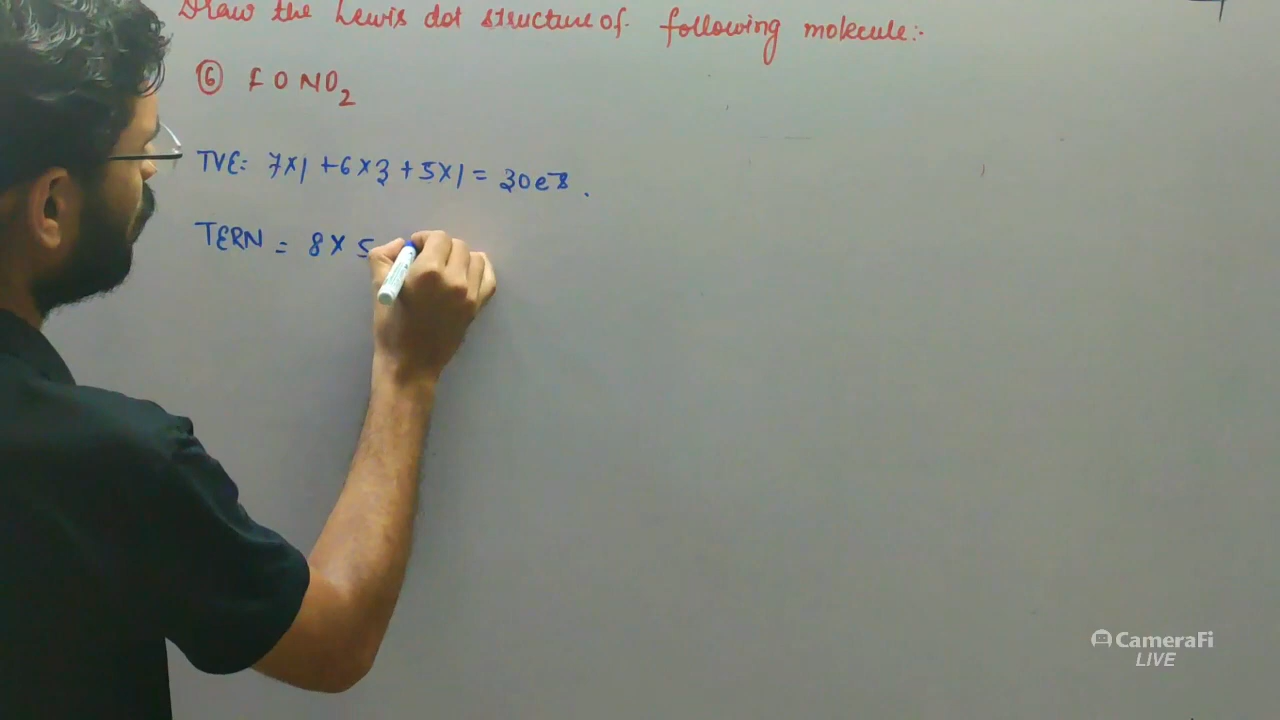 Draw the Lewis dot structure of following molecule:-
⑥ FONO₂
TVE: 7×1 + 6×3 + 5×1 = 30e⁻s.
TERN = 8×5
CameraFi
LIVE